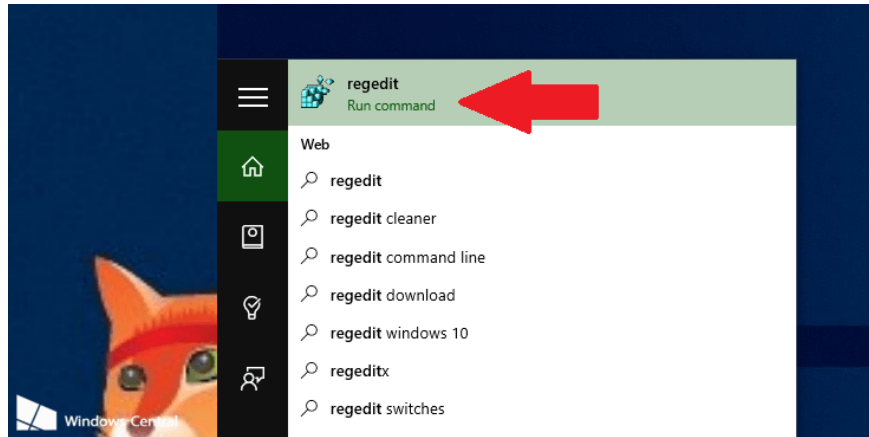 regedit
Run command
Web
regedit
regedit cleaner
regedit command line
regedit download
regedit windows 10
regeditx
regedit switches
Windows Central